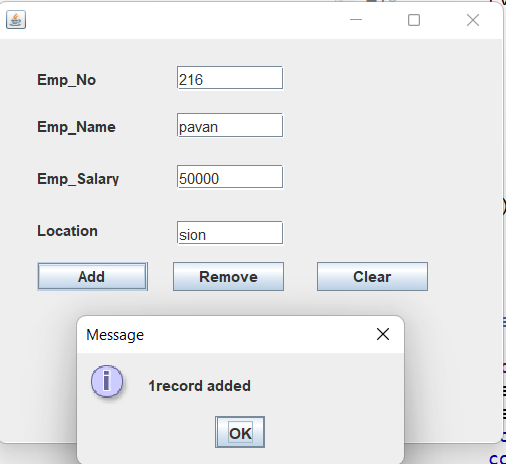 Emp_No 216
Emp_Name pavan
Emp_Salary 50000
Location sion
Add Remove Clear
Message
1record added
OK